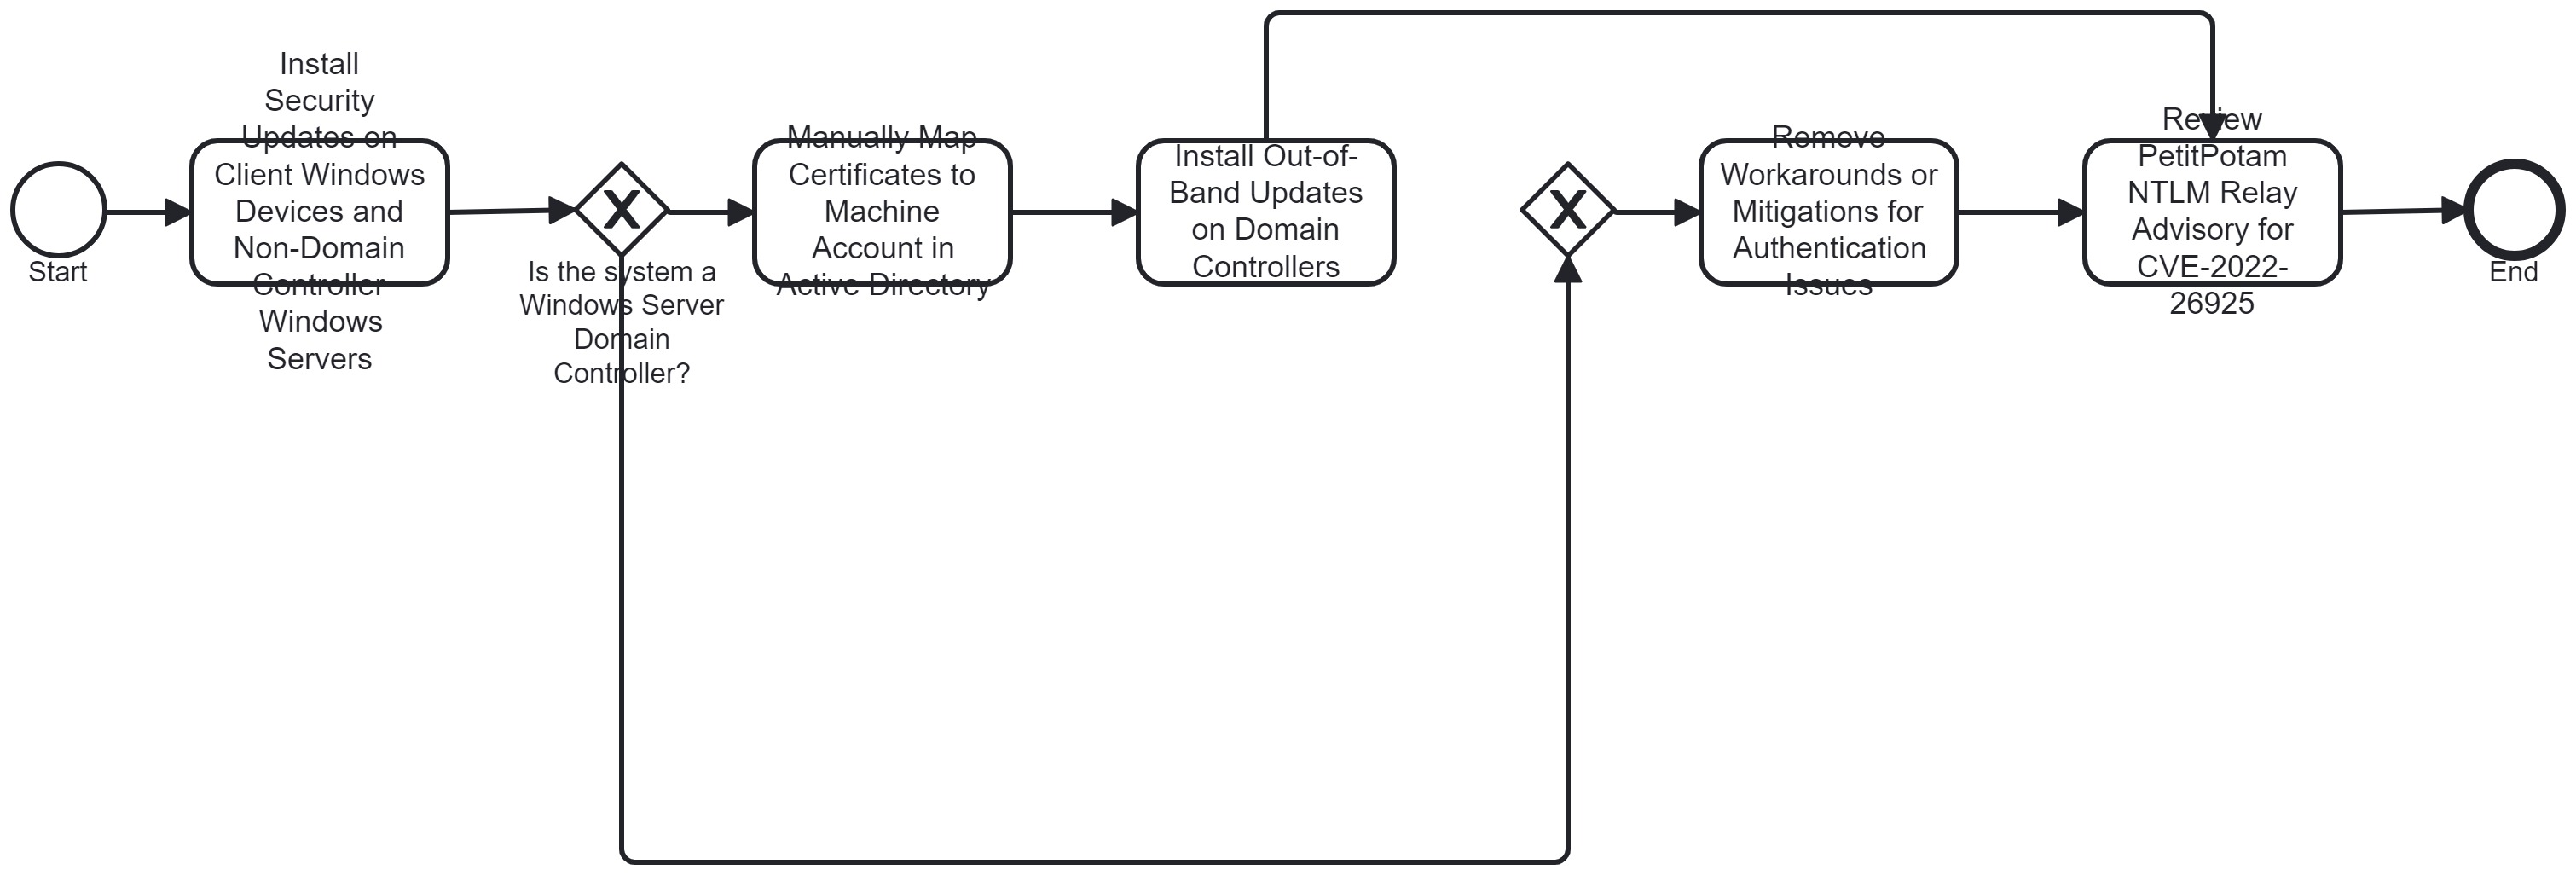 Start
Install
Security
Updates on
Client Windows
Devices and
Non-Domain
Controller
Windows
Servers
X
Is the system a
Windows Server
Domain
Controller?
Manually Map
Certificates to
Machine
Account in
Active Directory
Install Out-of-
Band Updates
on Domain
Controllers
X
Remove
Workarounds or
Mitigations for
Authentication
Issues
Review
PetitPotam
NTLM Relay
Advisory for
CVE-2022-
26925
End